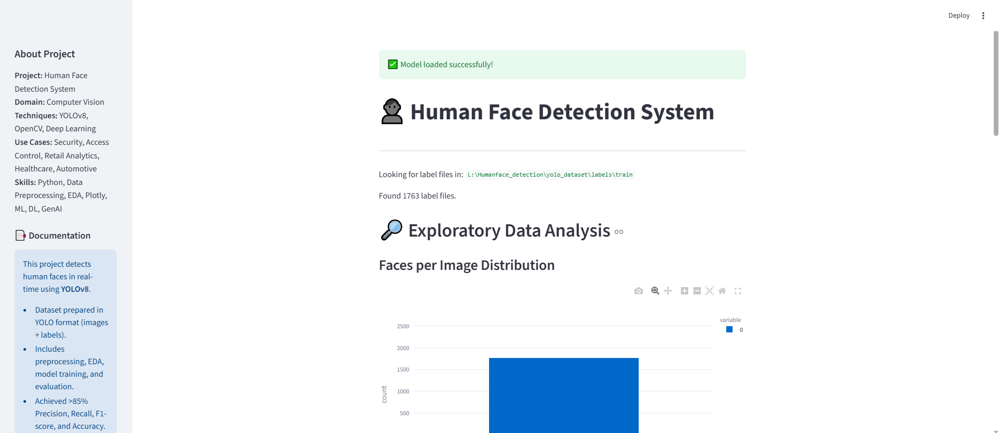 Deploy
About Project
Project: Human Face
Detection System
Domain: Computer Vision
Techniques: YOLOv8,
OpenCV, Deep Learning
Use Cases: Security, Access
Control, Retail Analytics,
Healthcare, Automotive
Skills: Python, Data
Preprocessing, EDA, Plotly,
ML, DL, GenAI
Documentation
This project detects
human faces in real-
time using YOLOv8.
• Dataset prepared in
YOLO format (images
+ labels).
• Includes
preprocessing, EDA,
model training, and
evaluation.
• Achieved >85%
Precision, Recall, F1-
score, and Accuracy.
Model loaded successfully!
Human Face Detection System
Looking for label files in: L:\Humanface_detection\yolo_dataset\labels\train
Found 1763 label files.
Exploratory Data Analysis
Faces per Image Distribution
variable
0
2500
2000
1500
1000
500
count